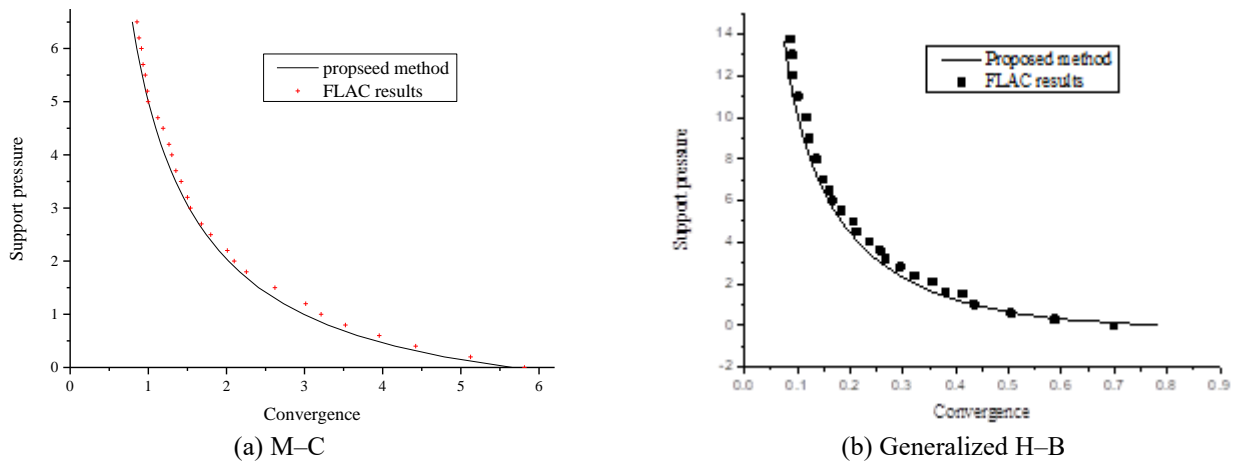 6
5
4
3
2
1
0
Support pressure
propseed method
FLAC results
0 1 2 3 4 5 6
Convergence
(a) M–C
14
12
10
8
6
4
2
0
-2
Support pressure
Proposed method
FLAC results
0.0 0.1 0.2 0.3 0.4 0.5 0.6 0.7 0.8 0.9
Convergence
(b) Generalized H–B